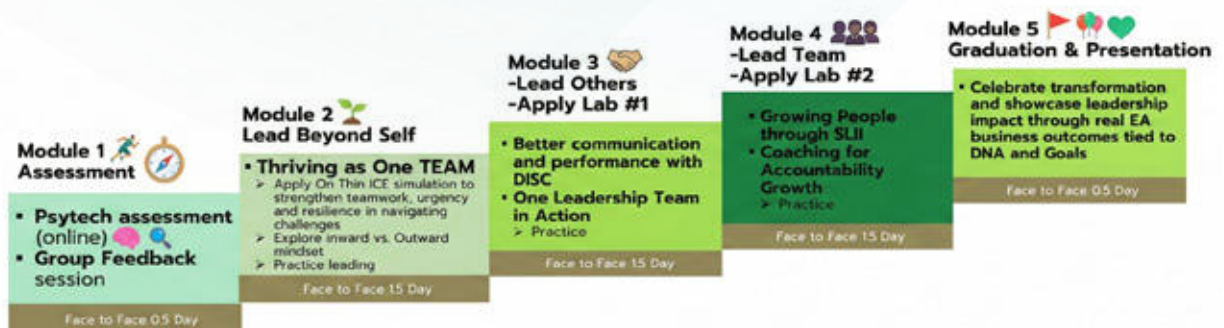 Module 1
Assessment
▪ Psytech assessment
(online)
▪ Group Feedback
session
Face to Face 0.5 Day
Module 2
Lead Beyond Self
▪ Thriving as One TEAM
➢ Apply On Thin ICE simulation to
strengthen teamwork, urgency
and resilience in navigating
challenges
➢ Explore inward vs. Outward
mindset
➢ Practice leading
Face to Face 1.5 Day
Module 3
-Lead Others
-Apply Lab #1
• Better communication
and performance with
DISC
• One Leadership Team
in Action
➢ Practice
Face to Face 1.5 Day
Module 4
-Lead Team
-Apply Lab #2
• Growing People
through SLII
• Coaching for
Accountability
Growth
➢ Practice
Face to Face 1.5 Day
Module 5
Graduation & Presentation
• Celebrate transformation
and showcase leadership
impact through real EA
business outcomes tied to
DNA and Goals
Face to Face 0.5 Day